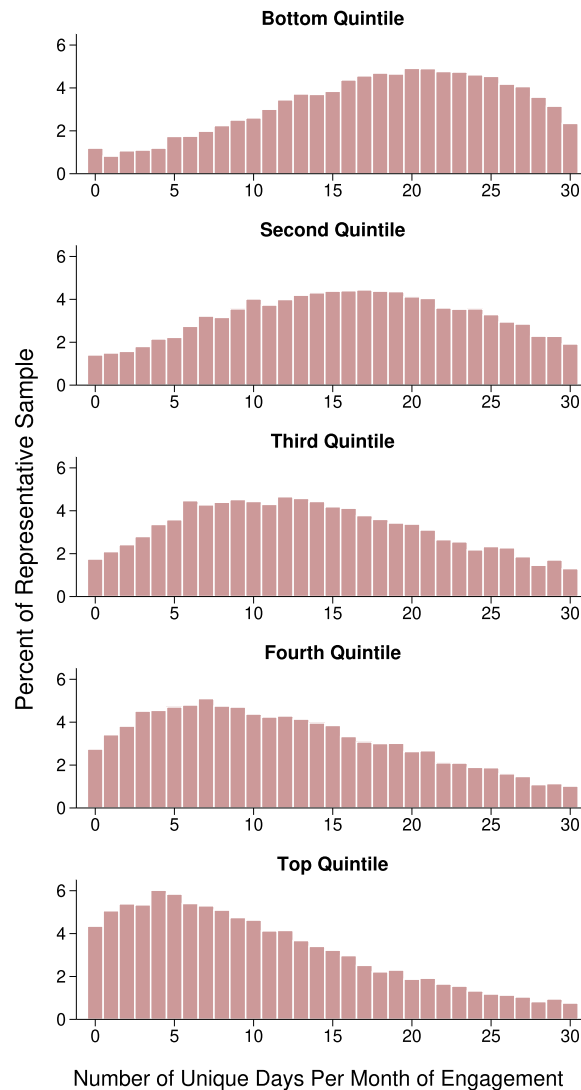 Bottom Quintile
6
4
2
0
0 5 10 15 20 25 30
Second Quintile
6
4
2
0
0 5 10 15 20 25 30
Third Quintile
6
4
2
0
0 5 10 15 20 25 30
Fourth Quintile
6
4
2
0
0 5 10 15 20 25 30
Top Quintile
6
4
2
0
0 5 10 15 20 25 30
Percent of Representative Sample
Number of Unique Days Per Month of Engagement